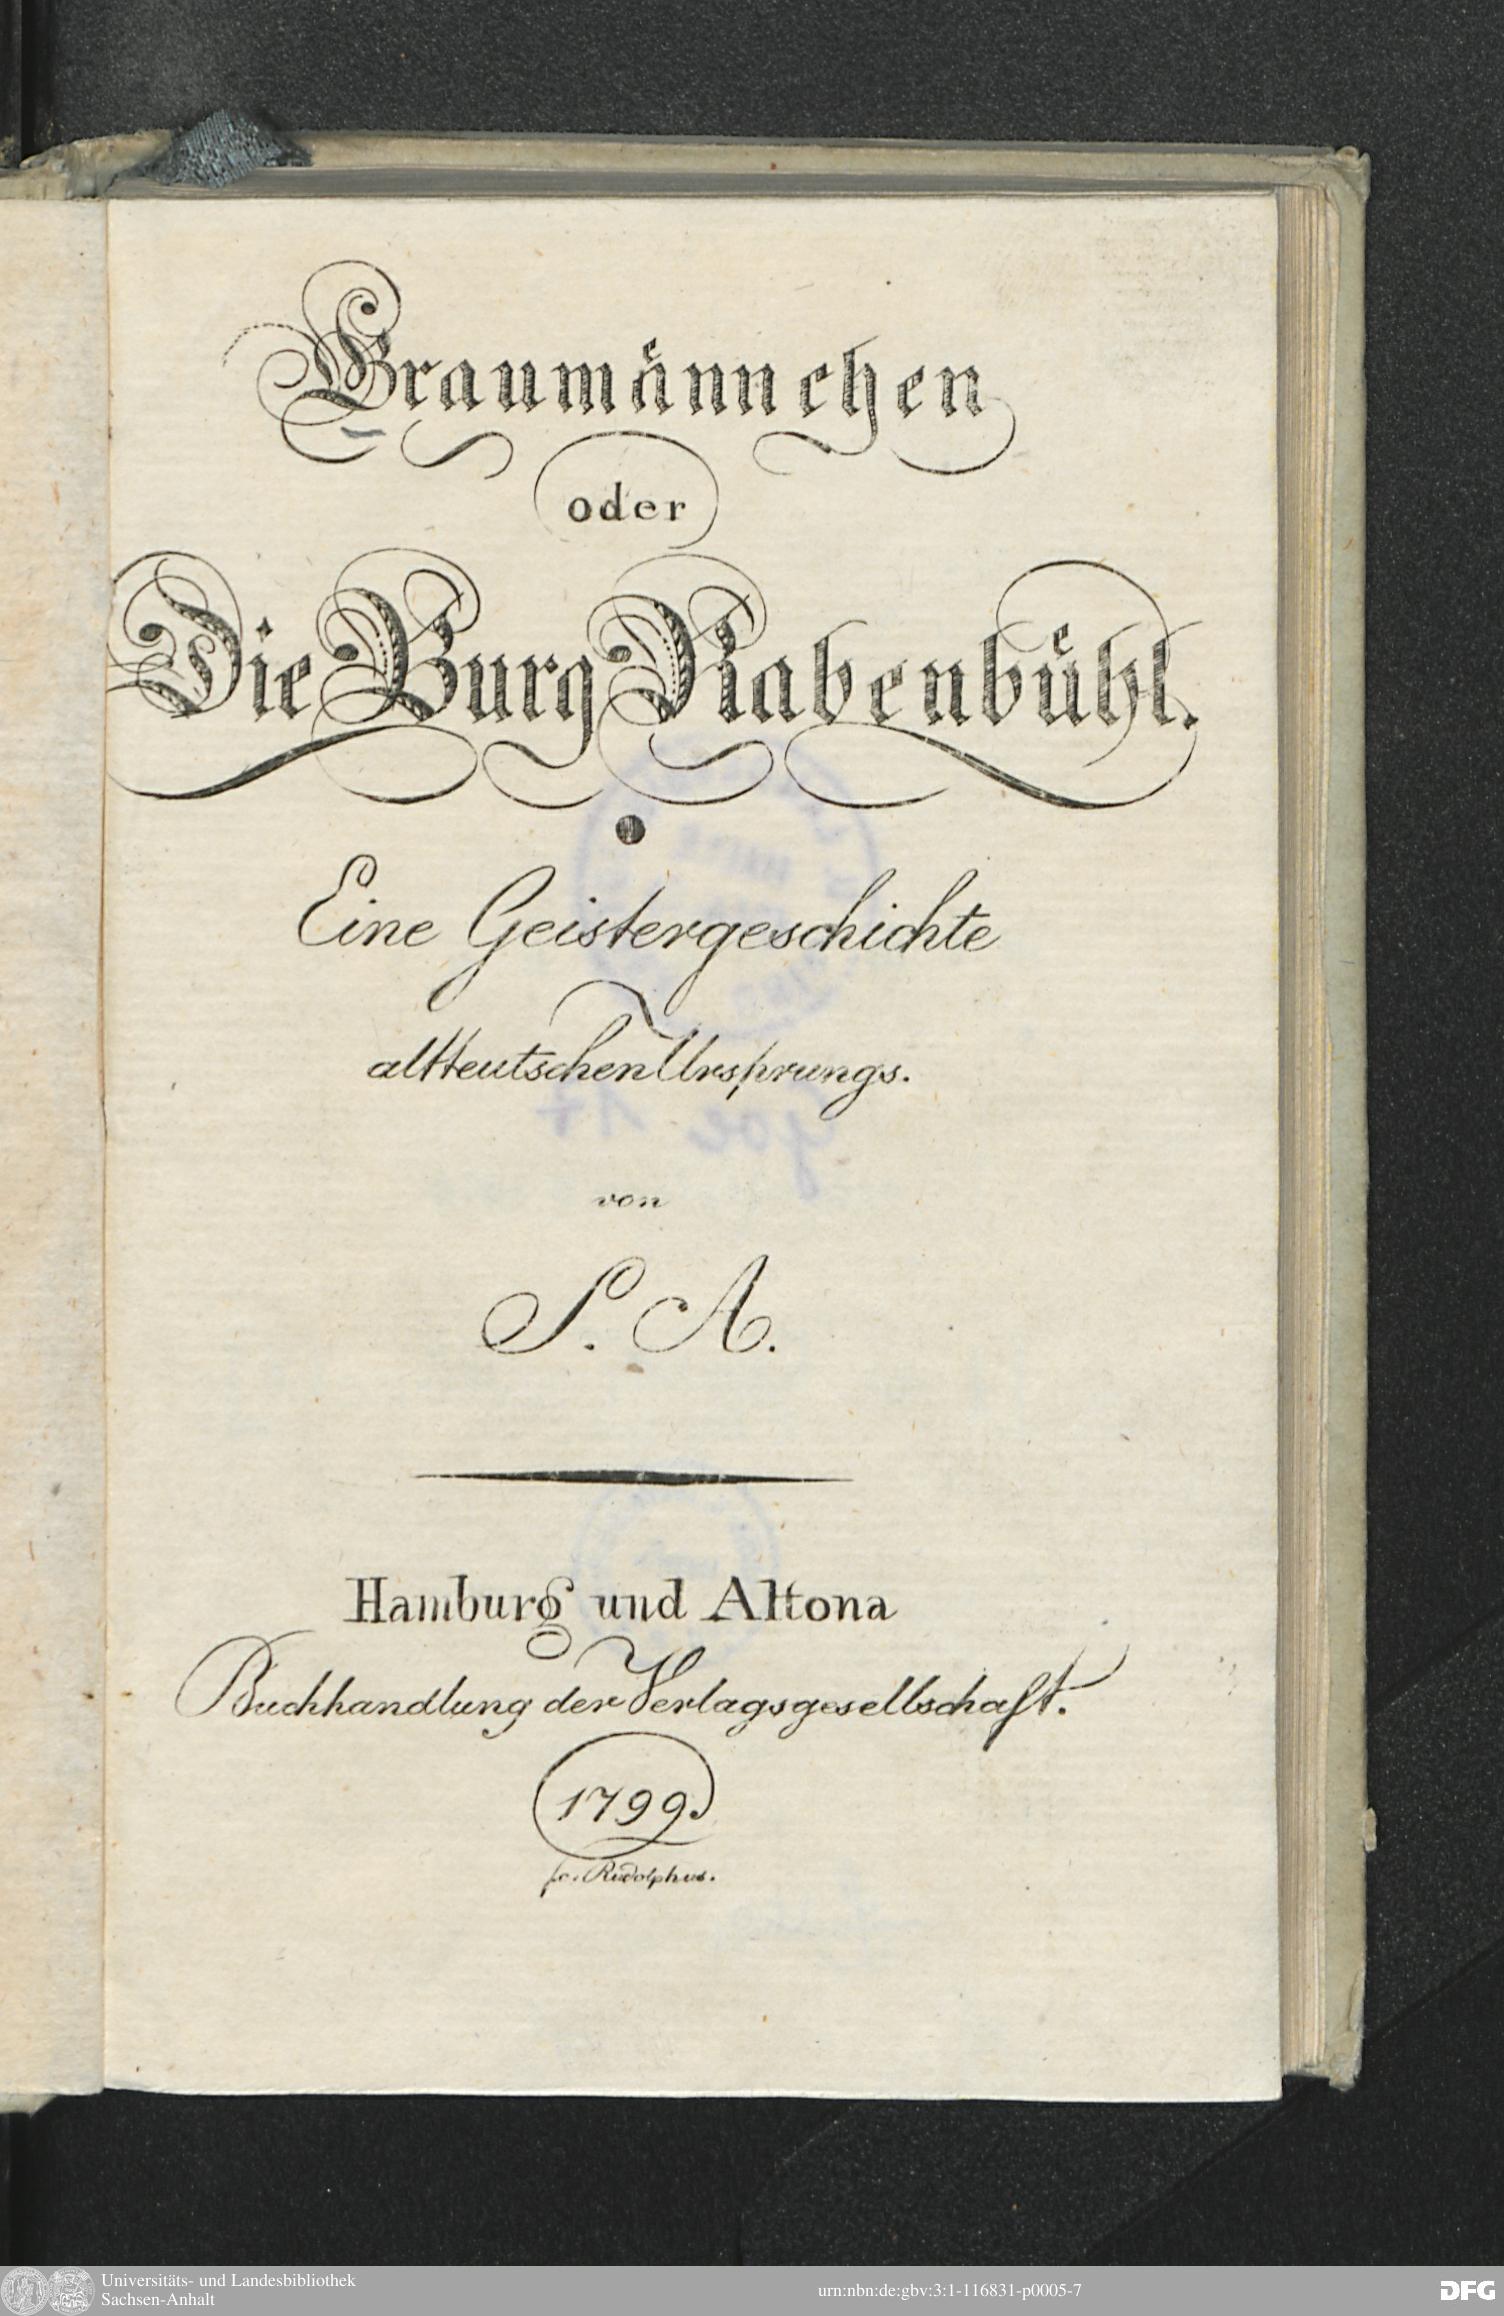 Graumännchen
oder
Die Burg Rabenbühl.
Eine Geistergeschichte
altteutschen Ursprungs.
von
S. A.
Hamburg und Altona
Buchhandlung der Verlagsgesellschaft.
1799.
sc. Rudolphus.
Universitäts- und Landesbibliothek
Sachsen-Anhalt
urn:nbn:de:gbv:3:1-116831-p0005-7
DFG